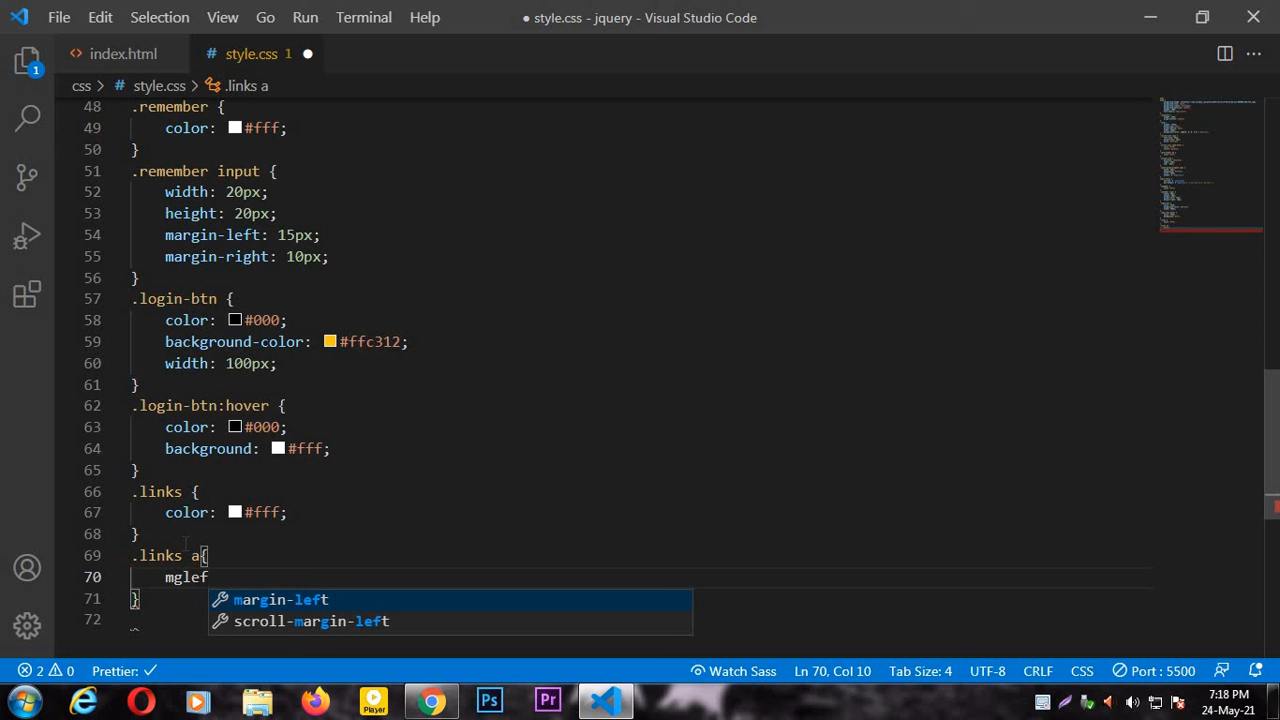 File Edit Selection View Go Run Terminal Help
● style.css - jquery - Visual Studio Code
index.html
# style.css 1
css > # style.css > .links a
48 .remember {
49 color: #fff;
50 }
51 .remember input {
52 width: 20px;
53 height: 20px;
54 margin-left: 15px;
55 margin-right: 10px;
56 }
57 .login-btn {
58 color: #000;
59 background-color: #ffc312;
60 width: 100px;
61 }
62 .login-btn:hover {
63 color: #000;
64 background: #fff;
65 }
66 .links {
67 color: #fff;
68 }
69 .links a{
70 mglef
margin-left
71 }
scroll-margin-left
72
1
2 0 Prettier: ✓ Watch Sass Ln 70, Col 10 Tab Size: 4 UTF-8 CRLF CSS Port : 5500
Player
Ps
Pr
7:18 PM
24-May-21